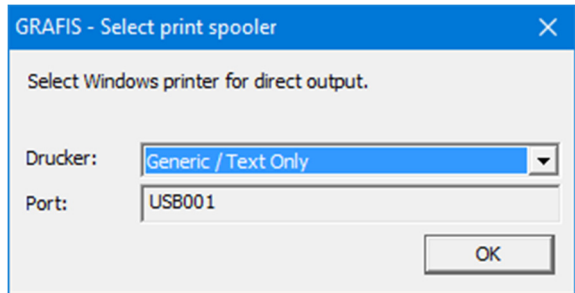 GRAFIS - Select print spooler
Select Windows printer for direct output.
Drucker: Generic / Text Only
Port: USB001
OK